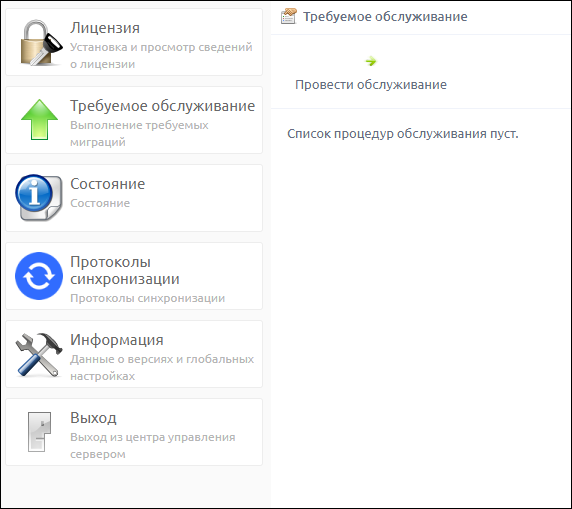 Лицензия
Установка и просмотр сведений
о лицензии
Требуемое обслуживание
Выполнение требуемых
миграций
Состояние
Состояние
Протоколы
синхронизации
Протоколы синхронизации
Информация
Данные о версиях и глобальных
настройках
Выход
Выход из центра управления
сервером
Требуемое обслуживание
Провести обслуживание
Список процедур обслуживания пуст.